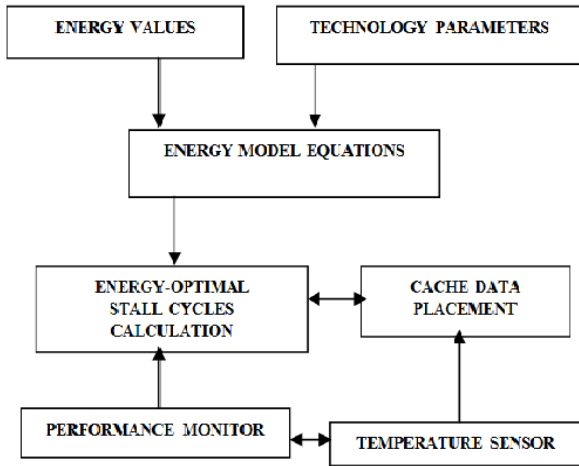 ENERGY VALUES
TECHNOLOGY PARAMETERS
ENERGY MODEL EQUATIONS
ENERGY-OPTIMAL
STALL CYCLES
CALCULATION
CACHE DATA
PLACEMENT
PERFORMANCE MONITOR
TEMPERATURE SENSOR